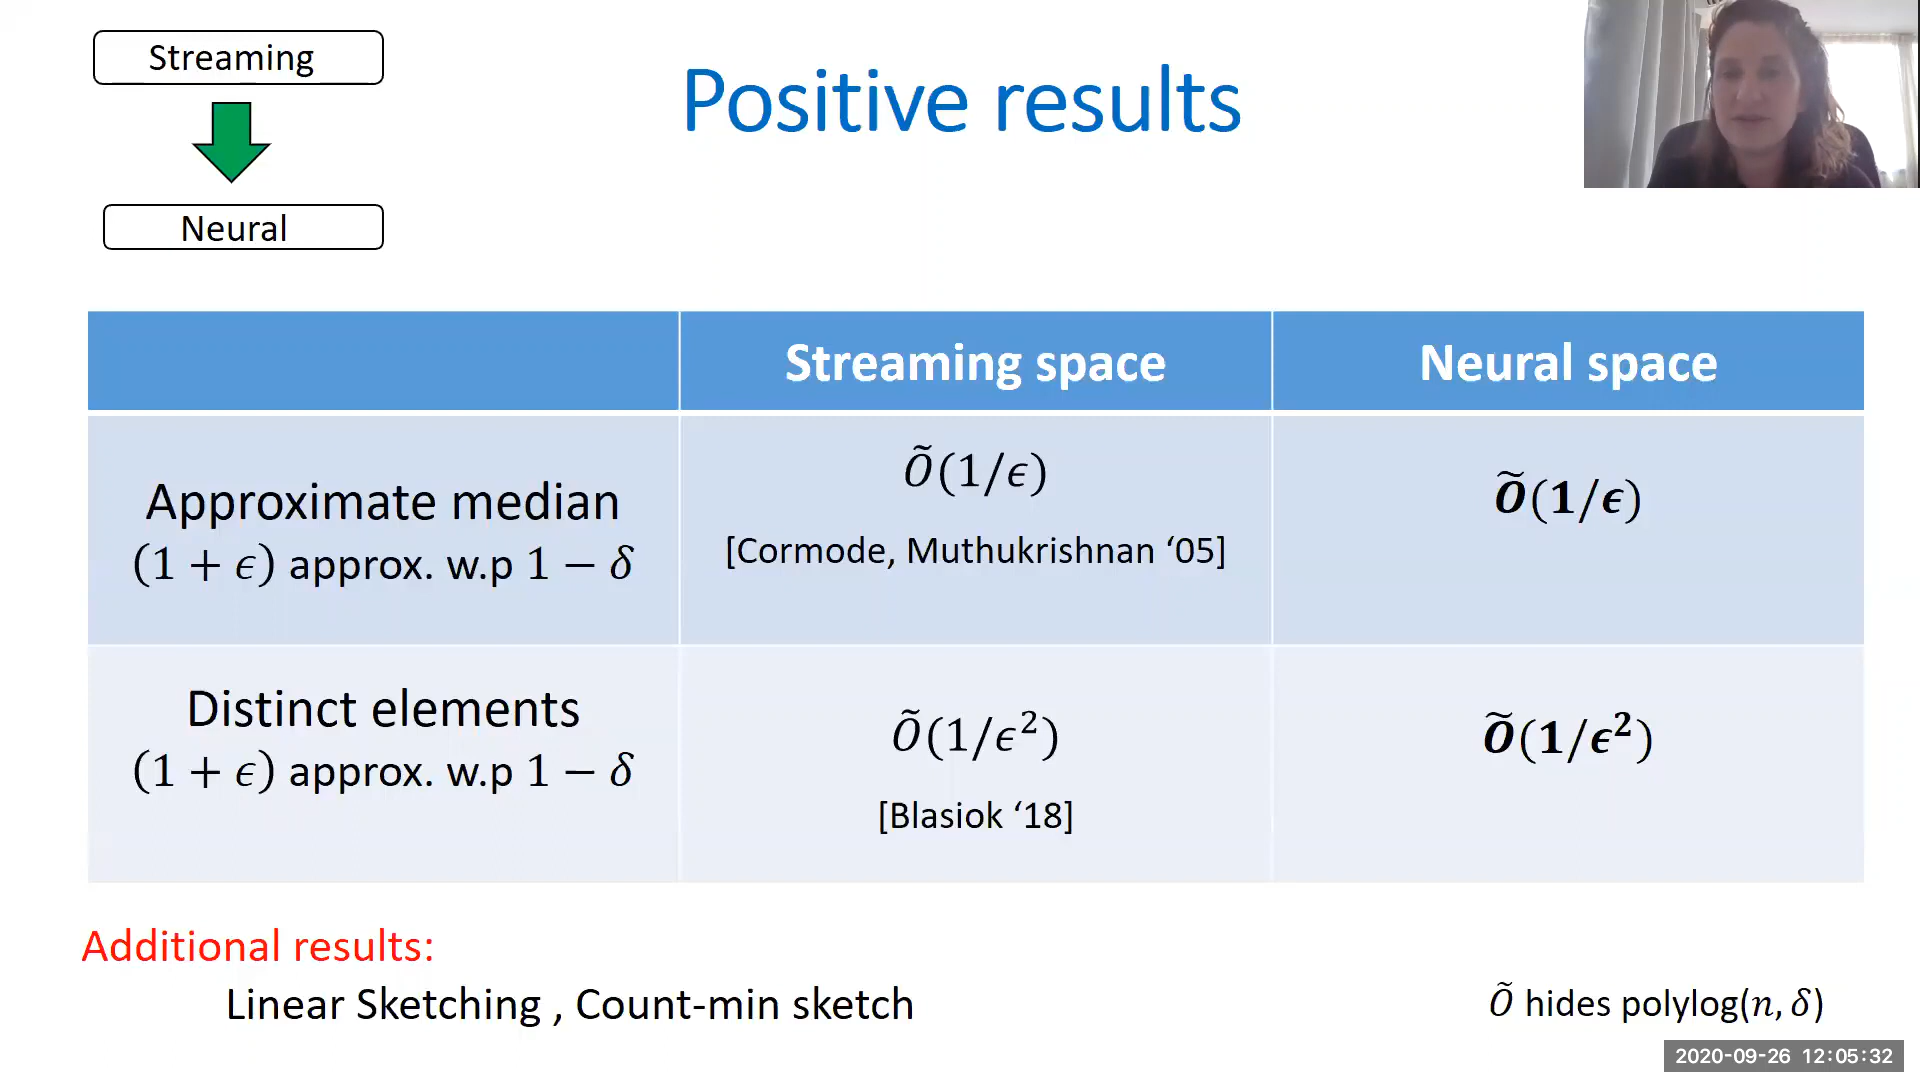 Streaming
Positive results
Neural
Streaming space
Neural space
Approximate median
(1 + ϵ) approx. w.p 1 − δ
Õ(1/ϵ)
[Cormode, Muthukrishnan ‘05]
Õ(1/ϵ)
Distinct elements
(1 + ϵ) approx. w.p 1 − δ
Õ(1/ϵ²)
[Blasiok ‘18]
Õ(1/ϵ²)
Additional results:
Linear Sketching , Count-min sketch
Õ hides polylog(n, δ)
2020-09-26 12:05:32